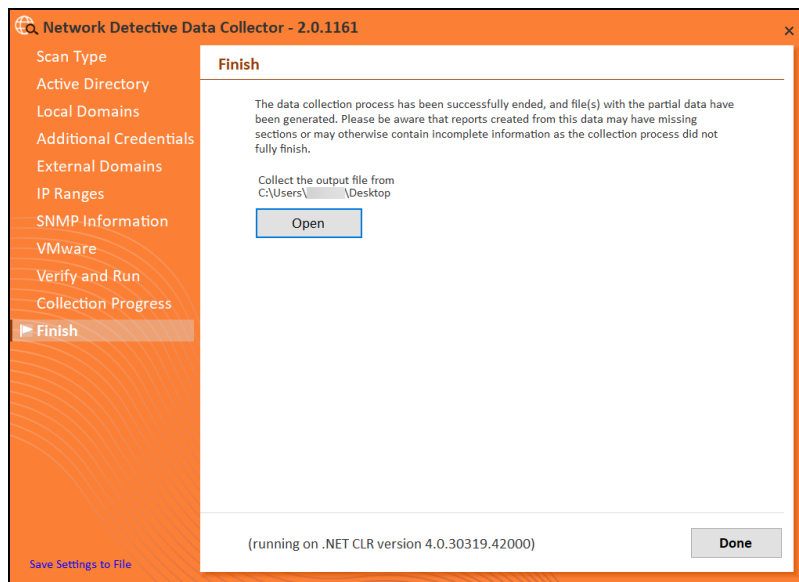 Network Detective Data Collector - 2.0.1161
Scan Type
Active Directory
Local Domains
Additional Credentials
External Domains
IP Ranges
SNMP Information
VMware
Verify and Run
Collection Progress
Finish
Save Settings to File
Finish
The data collection process has been successfully ended, and file(s) with the partial data have
been generated. Please be aware that reports created from this data may have missing
sections or may otherwise contain incomplete information as the collection process did not
fully finish.
Collect the output file from
C:\Users\ \Desktop
Open
(running on .NET CLR version 4.0.30319.42000)
Done